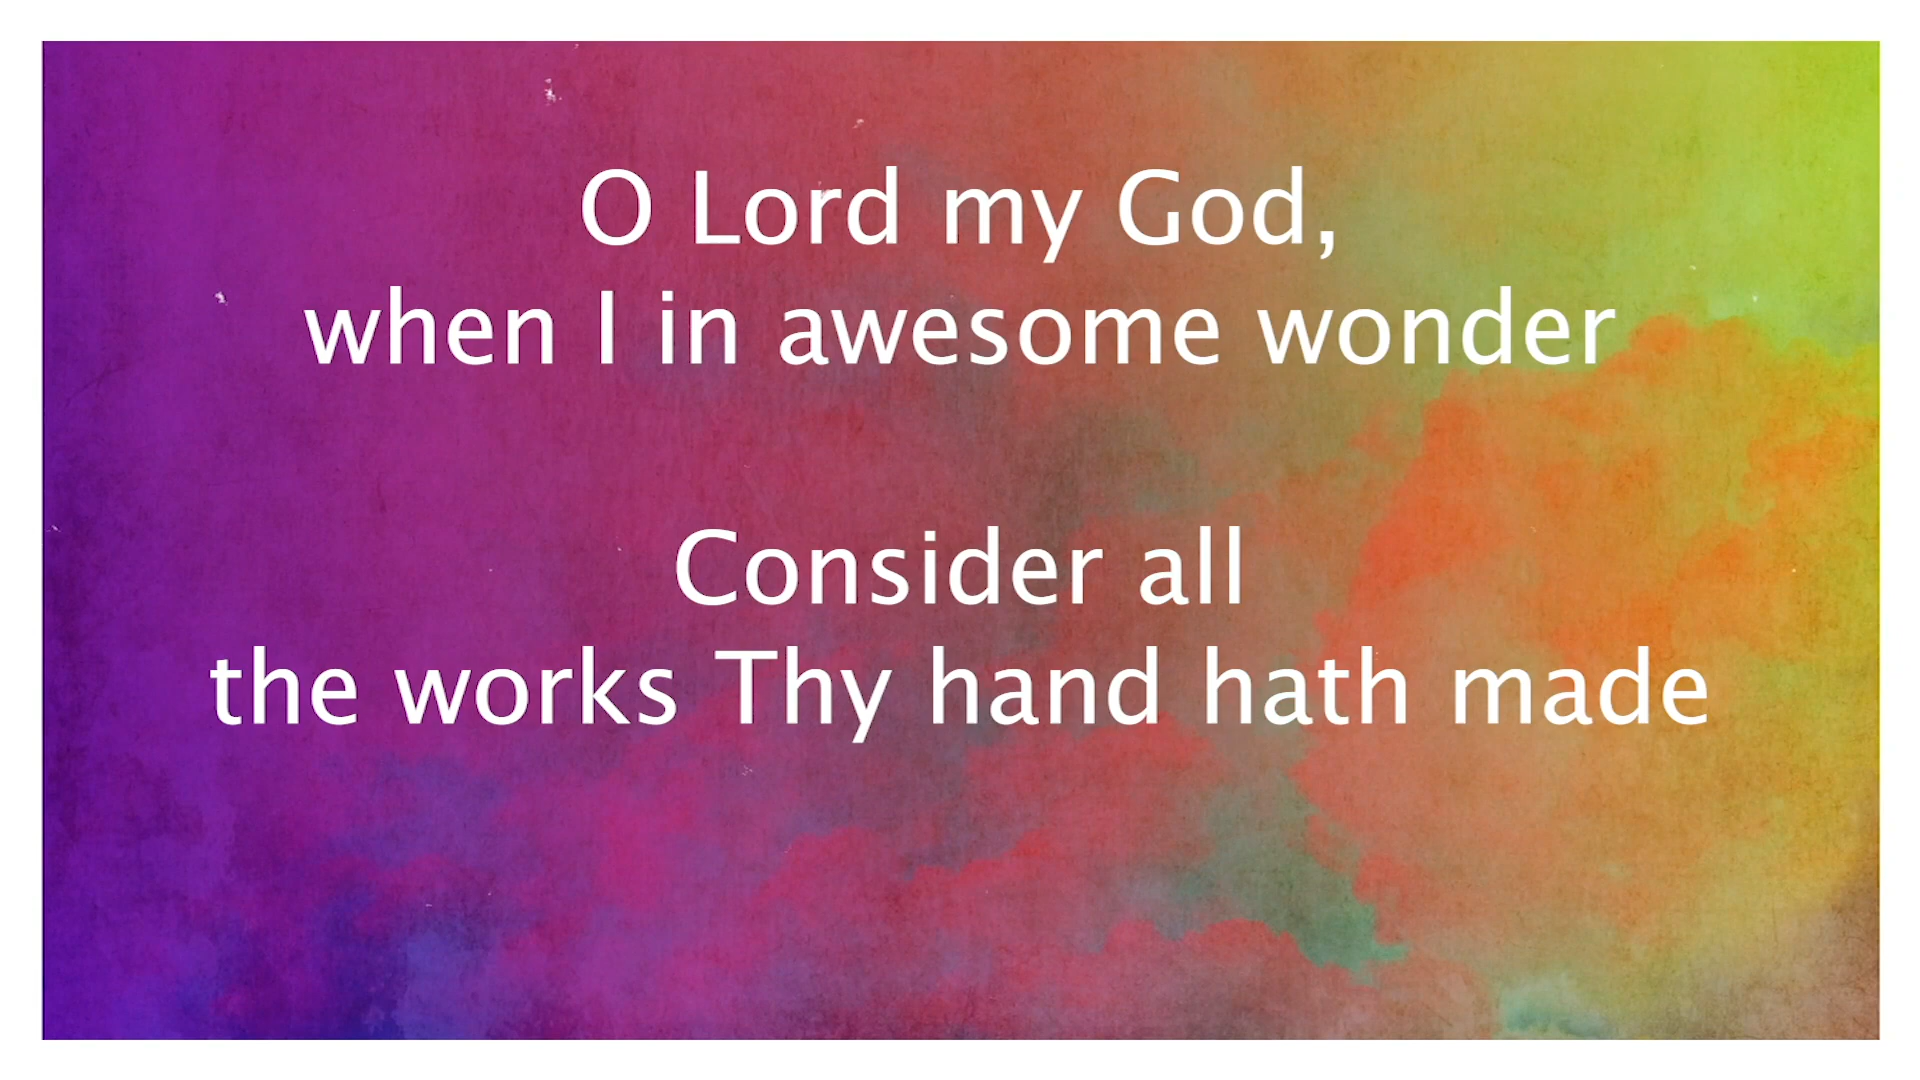 O Lord my God,
when I in awesome wonder
Consider all
the works Thy hand hath made